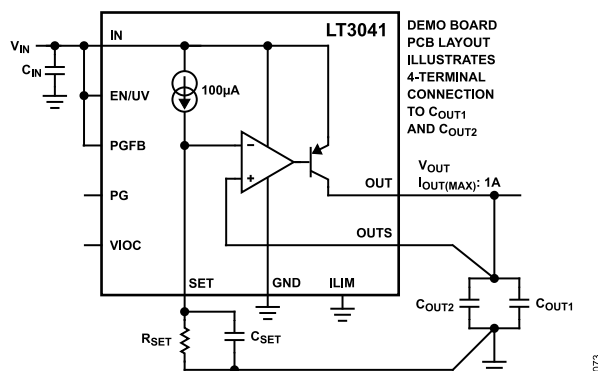 LT3041
DEMO BOARD
PCB LAYOUT
ILLUSTRATES
4-TERMINAL
CONNECTION
TO COUT1
AND COUT2
VIN
IN
CIN
100µA
EN/UV
PGFB
−
+
OUT
VOUT
IOUT(MAX): 1A
PG
OUTS
VIOC
SET
GND
ILIM
COUT2
COUT1
RSET
CSET
073